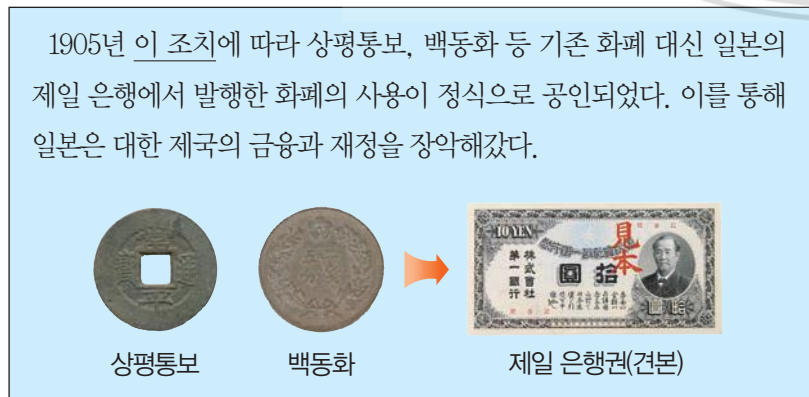 1905년 이 조치에 따라 상평통보, 백동화 등 기존 화폐 대신 일본의
제일 은행에서 발행한 화폐의 사용이 정식으로 공인되었다. 이를 통해
일본은 대한 제국의 금융과 재정을 장악해갔다.
常
平
10 YEN
見本
株式會社
第一銀行
拾圓
상평통보
백동화
제일 은행권(견본)